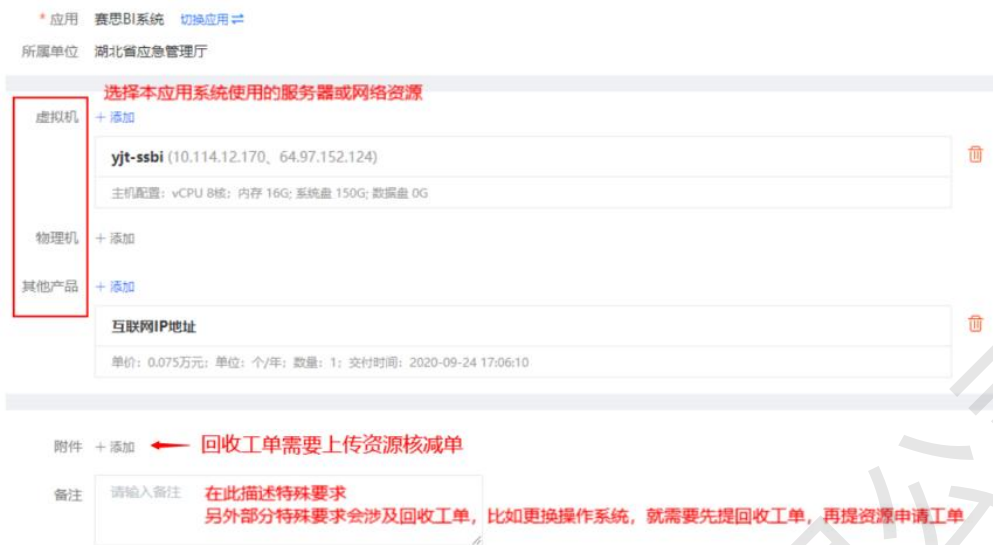 * 应用 赛思BI系统 切换应用⇌
所属单位 湖北省应急管理厅
选择本应用系统使用的服务器或网络资源
虚拟机 + 添加
yjt-ssbi (10.114.12.170、64.97.152.124)
主机配置：vCPU 8核；内存 16G; 系统盘 150G; 数据盘 0G
物理机 + 添加
其他产品 + 添加
互联网IP地址
单价：0.075万元；单位：个/年；数量：1；交付时间：2020-09-24 17:06:10
附件 + 添加 回收工单需要上传资源核减单
备注 请输入备注 在此描述特殊要求
另外部分特殊要求会涉及回收工单，比如更换操作系统，就需要先提回收工单，再提资源申请工单